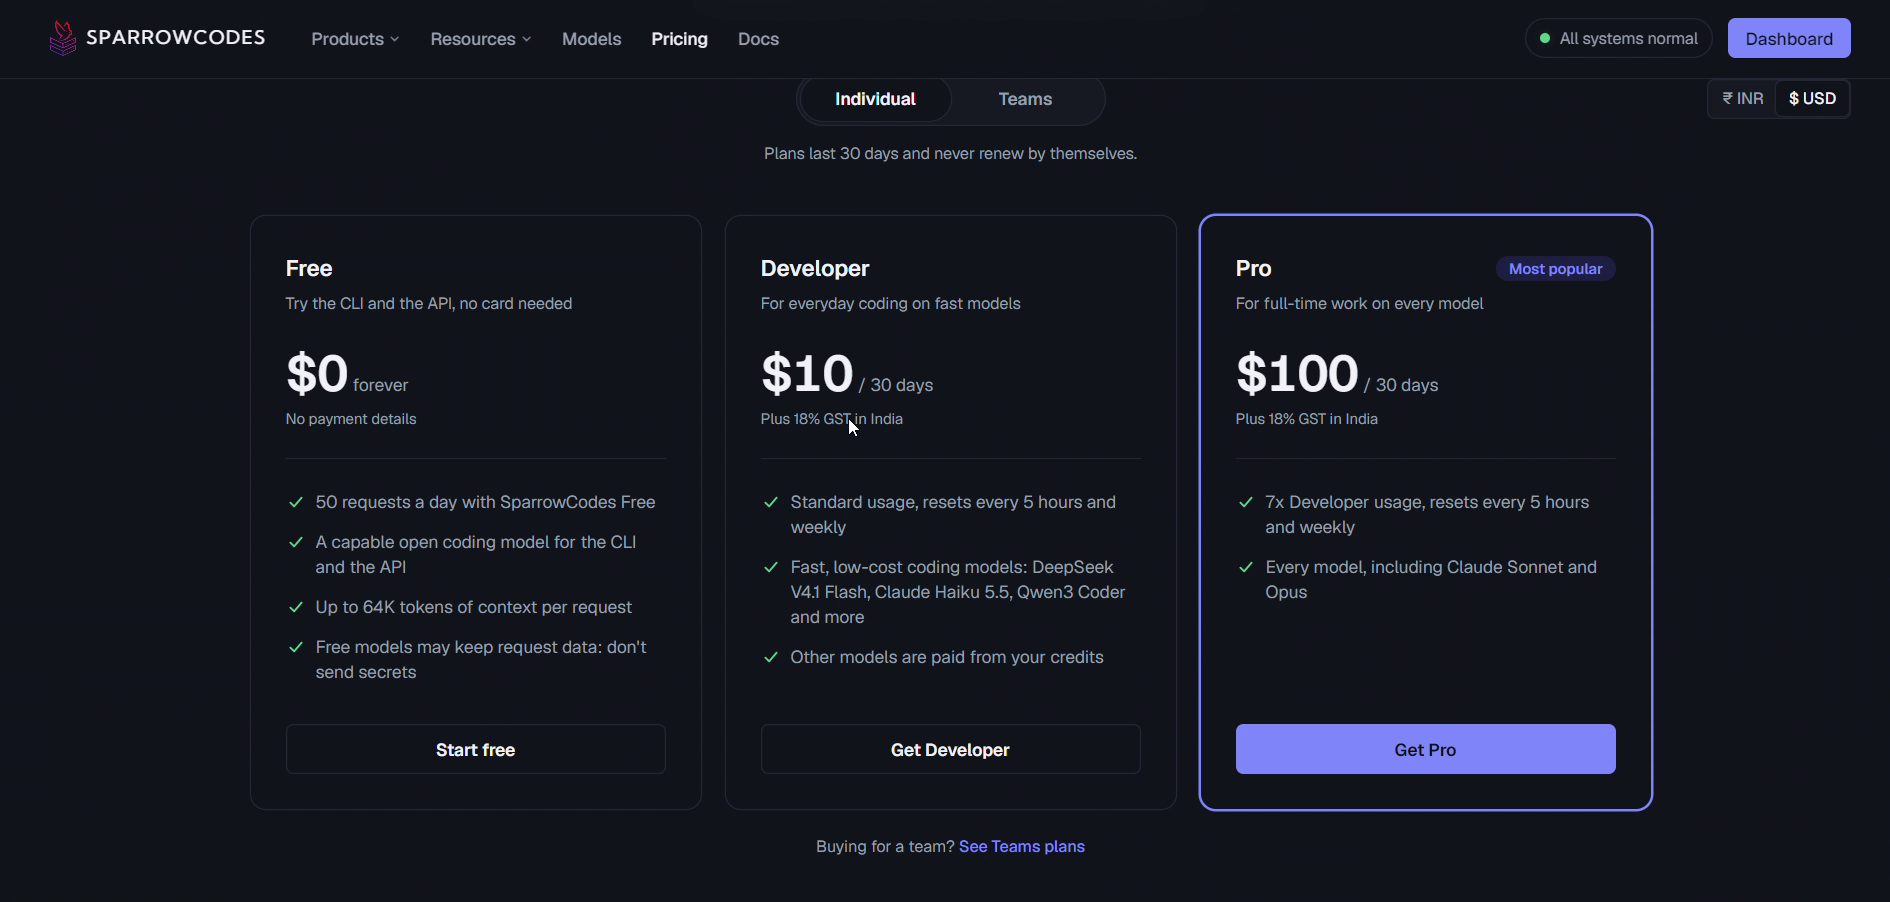 SPARROWCODES Products Resources Models Pricing Docs All systems normal Dashboard
Individual Teams ₹ INR $ USD
Plans last 30 days and never renew by themselves.
Free
Try the CLI and the API, no card needed
$0 forever
No payment details
50 requests a day with SparrowCodes Free
A capable open coding model for the CLI
and the API
Up to 64K tokens of context per request
Free models may keep request data: don't
send secrets
Start free
Developer
For everyday coding on fast models
$10 / 30 days
Plus 18% GST in India
Standard usage, resets every 5 hours and
weekly
Fast, low-cost coding models: DeepSeek
V4.1 Flash, Claude Haiku 5.5, Qwen3 Coder
and more
Other models are paid from your credits
Get Developer
Pro
Most popular
For full-time work on every model
$100 / 30 days
Plus 18% GST in India
7x Developer usage, resets every 5 hours
and weekly
Every model, including Claude Sonnet and
Opus
Get Pro
Buying for a team? See Teams plans